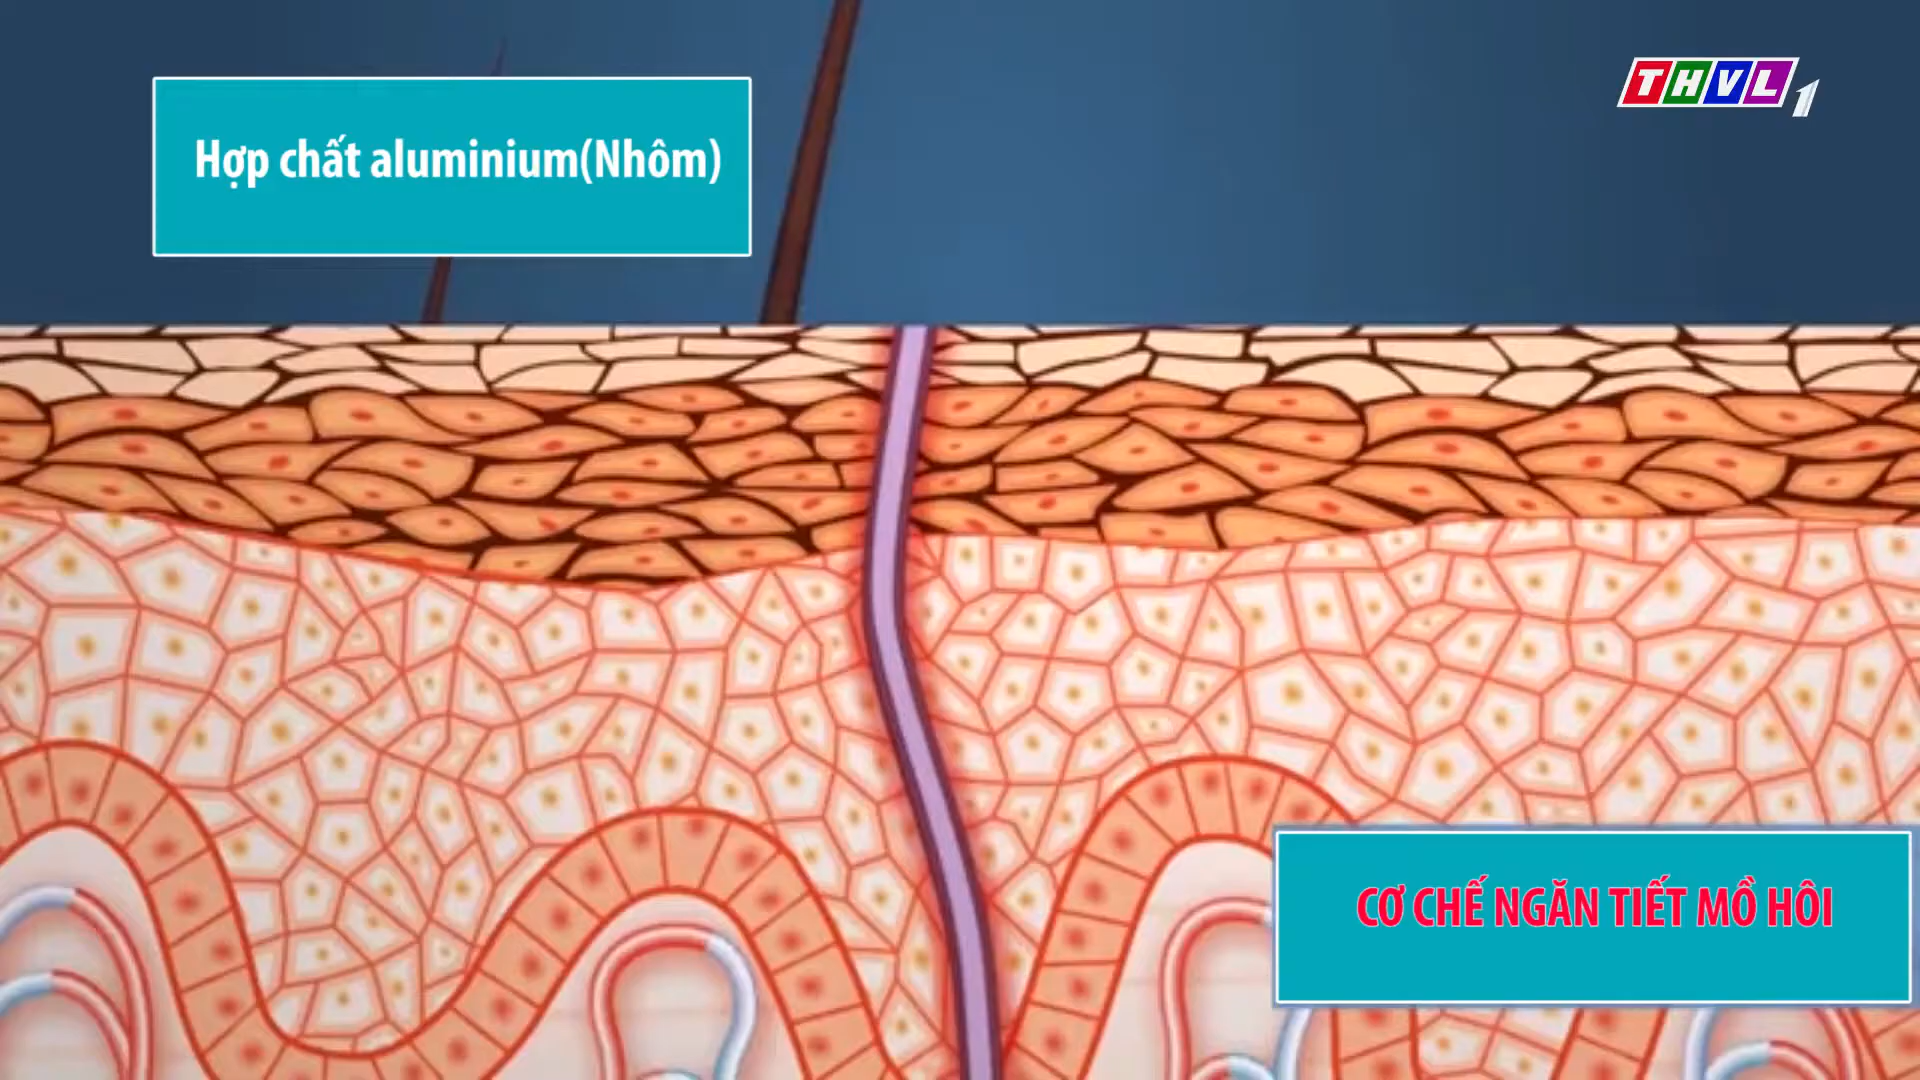 Hợp chất aluminium(Nhôm)
THVL1
CƠ CHẾ NGĂN TIẾT MỒ HÔI